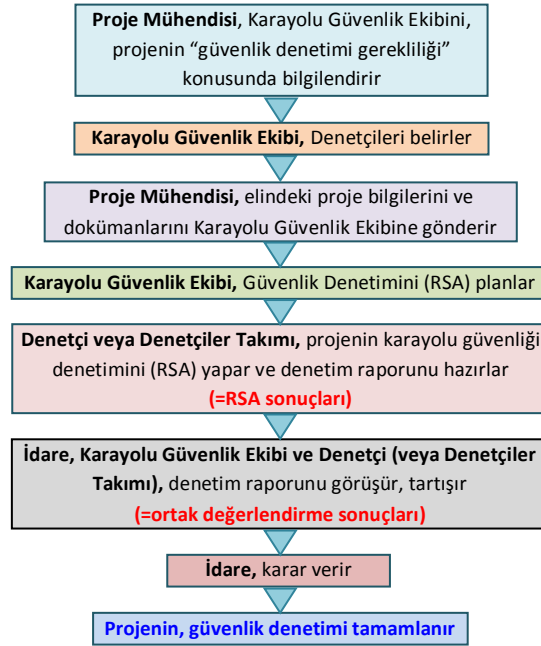 Proje Mühendisi, Karayolu Güvenlik Ekibini,
projenin “güvenlik denetimi gerekliliği”
konusunda bilgilendirir
Karayolu Güvenlik Ekibi, Denetçileri belirler
Proje Mühendisi, elindeki proje bilgilerini ve
dokümanlarını Karayolu Güvenlik Ekibine gönderir
Karayolu Güvenlik Ekibi, Güvenlik Denetimini (RSA) planlar
Denetçi veya Denetçiler Takımı, projenin karayolu güvenliği
denetimini (RSA) yapar ve denetim raporunu hazırlar
(=RSA sonuçları)
İdare, Karayolu Güvenlik Ekibi ve Denetçi (veya Denetçiler
Takımı), denetim raporunu görüşür, tartışır
(=ortak değerlendirme sonuçları)
İdare, karar verir
Projenin, güvenlik denetimi tamamlanır